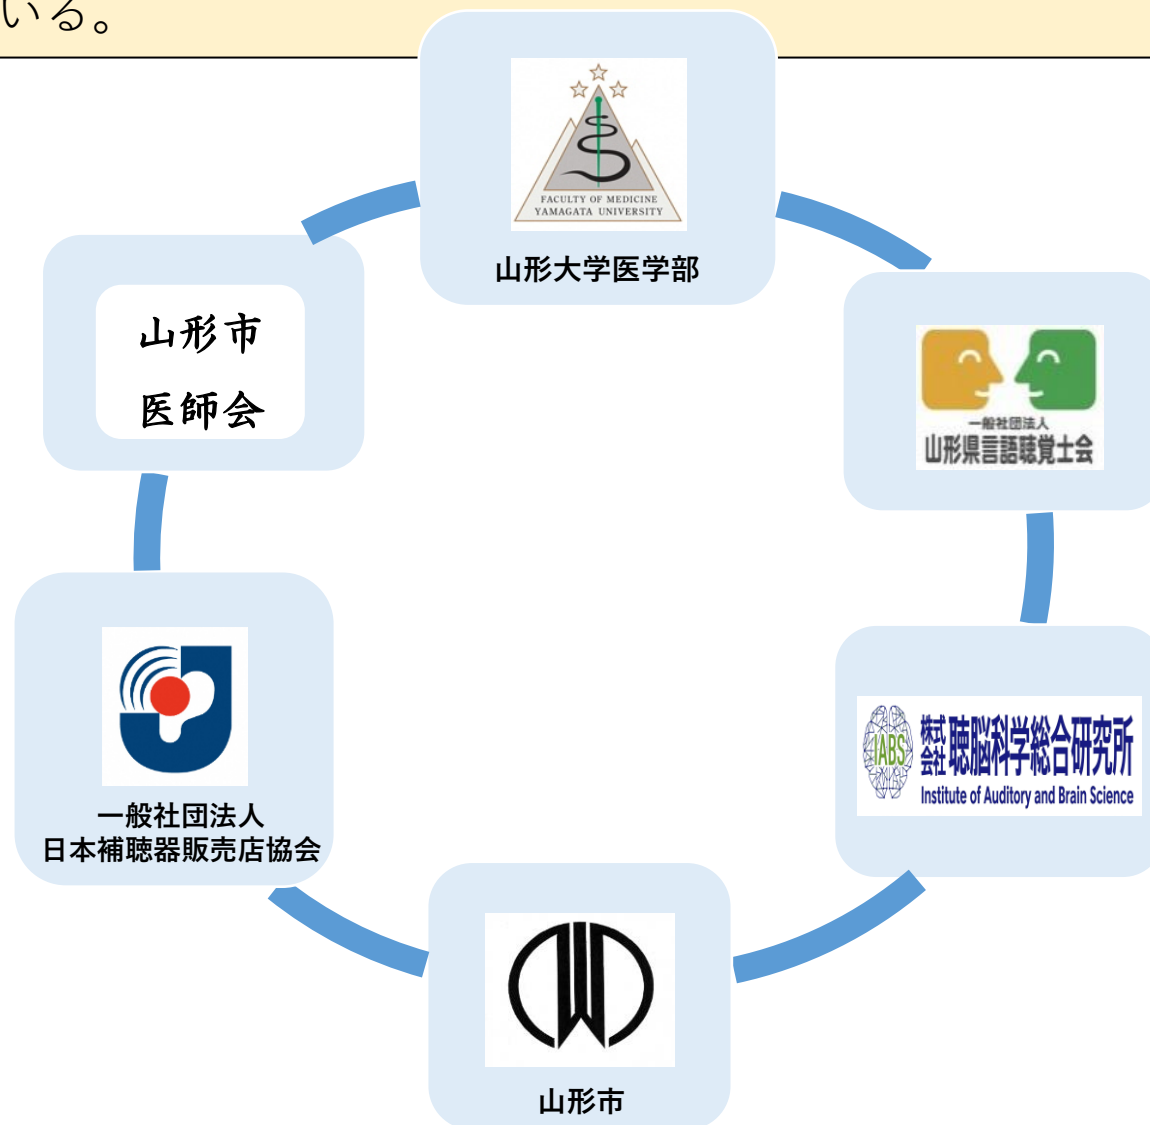 いる。
FACULTY OF MEDICINE
YAMAGATA UNIVERSITY
山形大学医学部
山形市
医師会
一般社団法人
山形県言語聴覚士会
一般社団法人
日本補聴器販売店協会
IABS
株式会社
聴脳科学総合研究所
Institute of Auditory and Brain Science
山形市